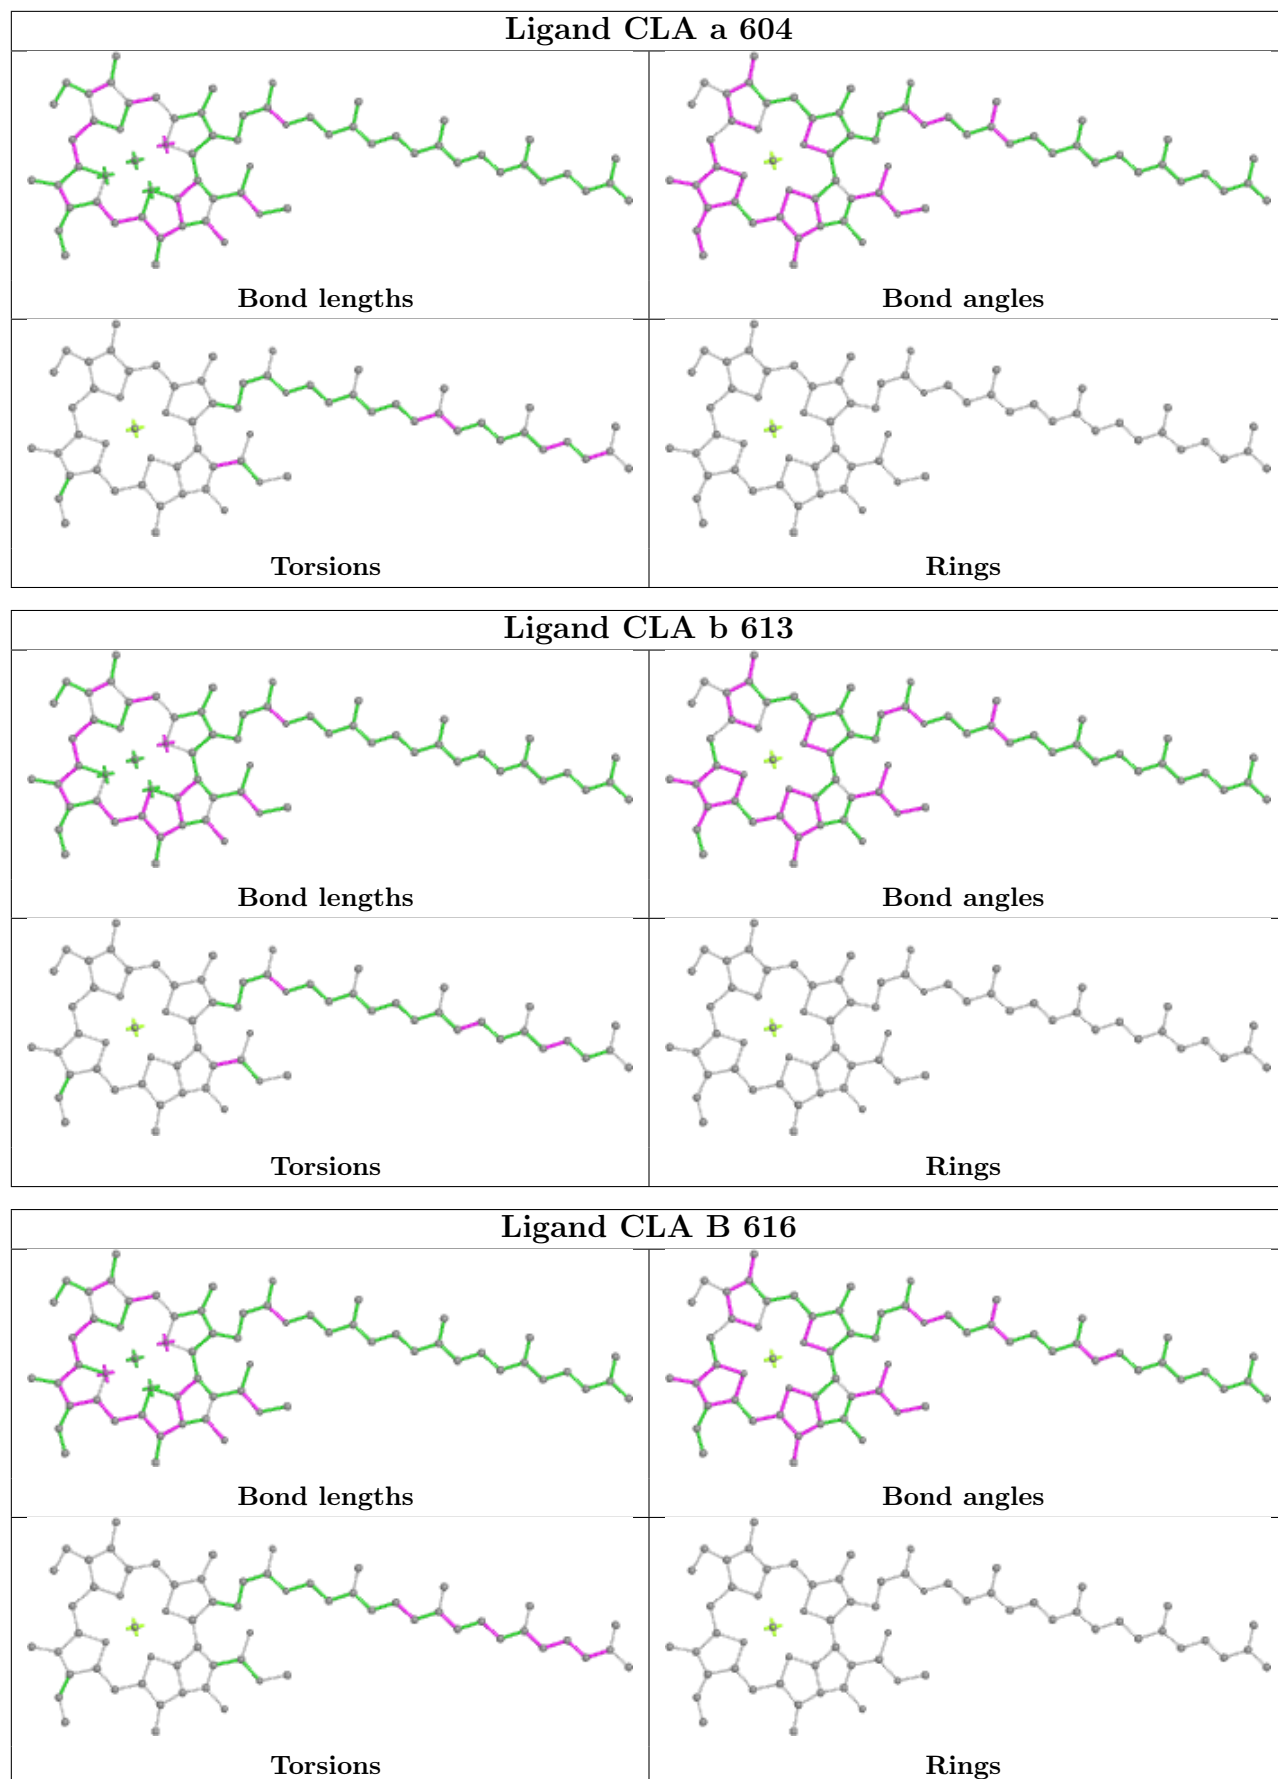 Ligand CLA a 604
Bond lengths
Bond angles
Torsions
Rings
Ligand CLA b 613
Bond lengths
Bond angles
Torsions
Rings
Ligand CLA B 616
Bond lengths
Bond angles
Torsions
Rings